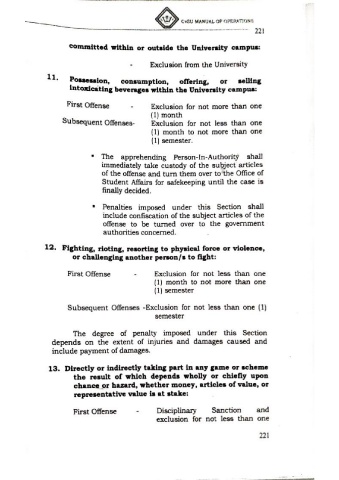 CvSU MANUAL OF OPERATIONS
221
committed within or outside the University campus:
- Exclusion from the University
11. Possession, consumption, offering, or selling
intoxicating beverages within the University campus:
First Offense - Exclusion for not more than one
(1) month
Subsequent Offenses- Exclusion for not less than one
(1) month to not more than one
(1) semester.
* The apprehending Person-In-Authority shall
immediately take custody of the subject articles
of the offense and turn them over to the Office of
Student Affairs for safekeeping until the case is
finally decided.
* Penalties imposed under this Section shall
include confiscation of the subject articles of the
offense to be turned over to the government
authorities concerned.
12. Fighting, rioting, resorting to physical force or violence,
or challenging another person/s to fight:
First Offense - Exclusion for not less than one
(1) month to not more than one
(1) semester
Subsequent Offenses -Exclusion for not less than one (1)
semester
The degree of penalty imposed under this Section
depends on the extent of injuries and damages caused and
include payment of damages.
13. Directly or indirectly taking part in any game or scheme
the result of which depends wholly or chiefly upon
chance or hazard, whether money, articles of value, or
representative value is at stake:
First Offense - Disciplinary Sanction and
exclusion for not less than one
221